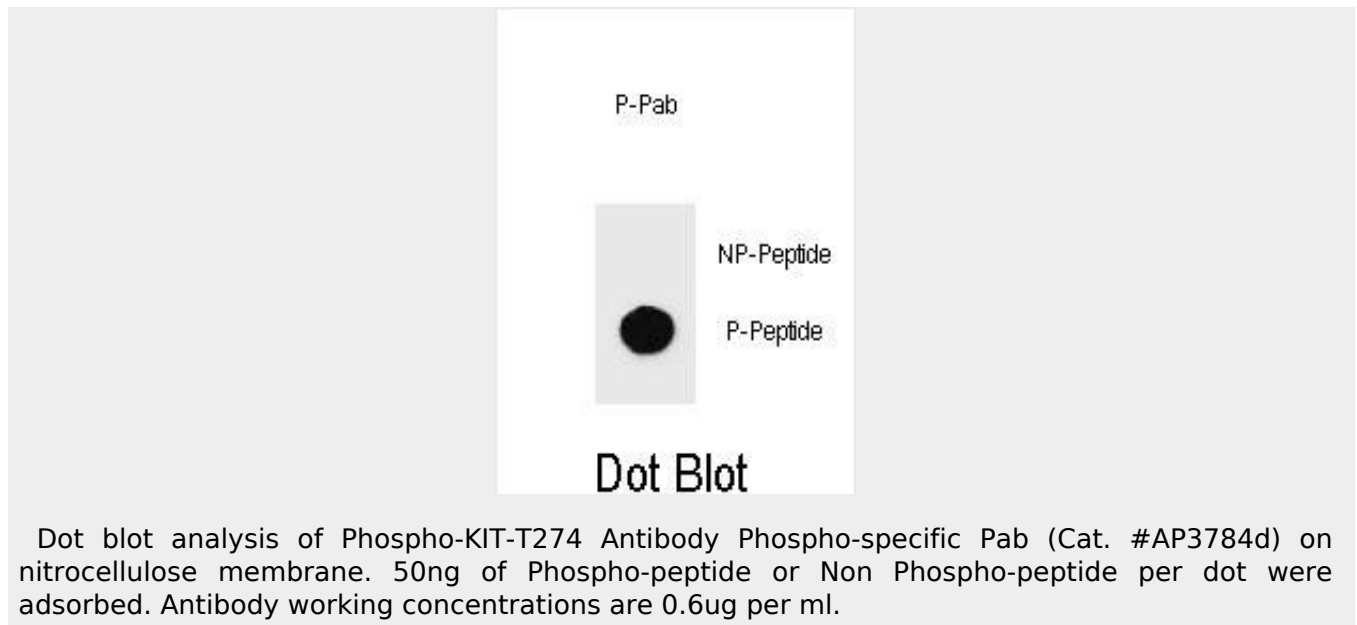 P-Pab
NP-Peptide
P-Peptide
Dot Blot
Dot blot analysis of Phospho-KIT-T274 Antibody Phospho-specific Pab (Cat. #AP3784d) on
nitrocellulose membrane. 50ng of Phospho-peptide or Non Phospho-peptide per dot were
adsorbed. Antibody working concentrations are 0.6ug per ml.